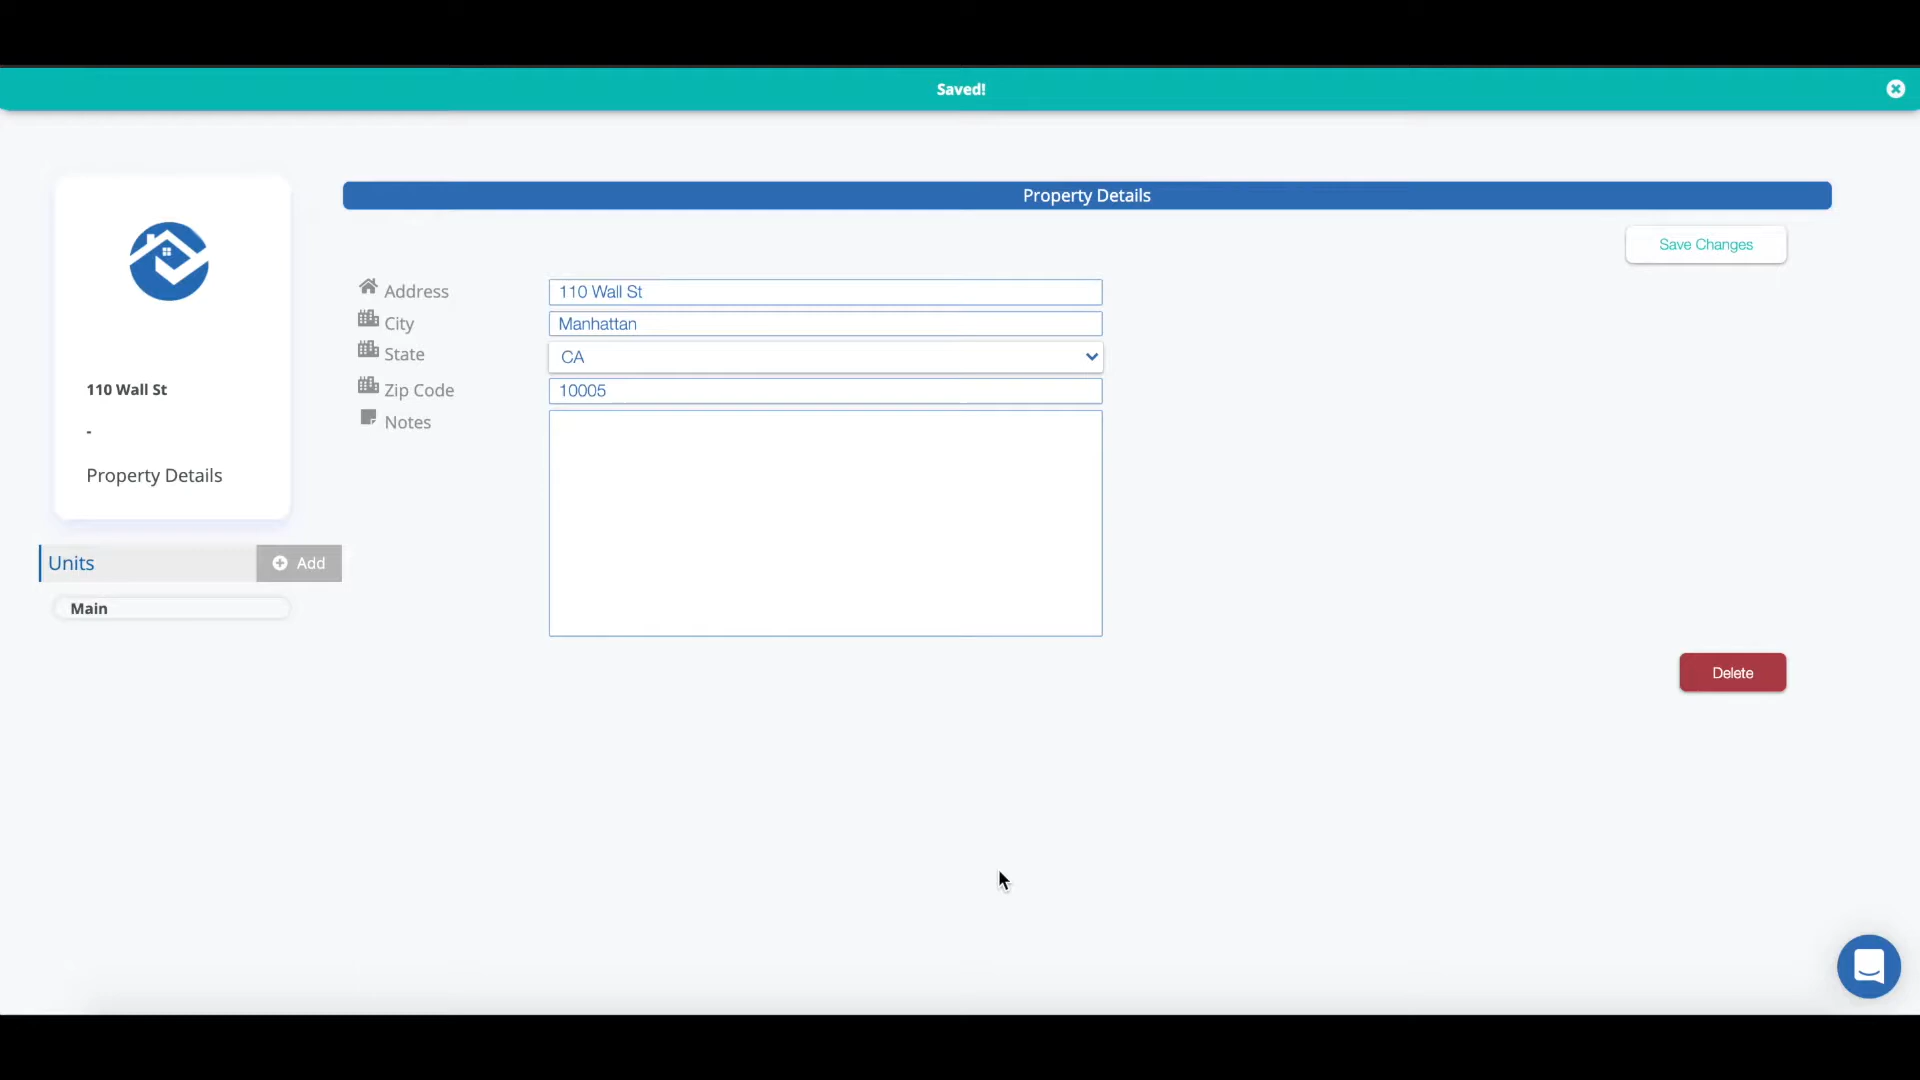 Saved!
Property Details
Save Changes
Address
110 Wall St
City
Manhattan
State
CA
Zip Code
10005
Notes
110 Wall St
-
Property Details
Units
Add
Main
Delete